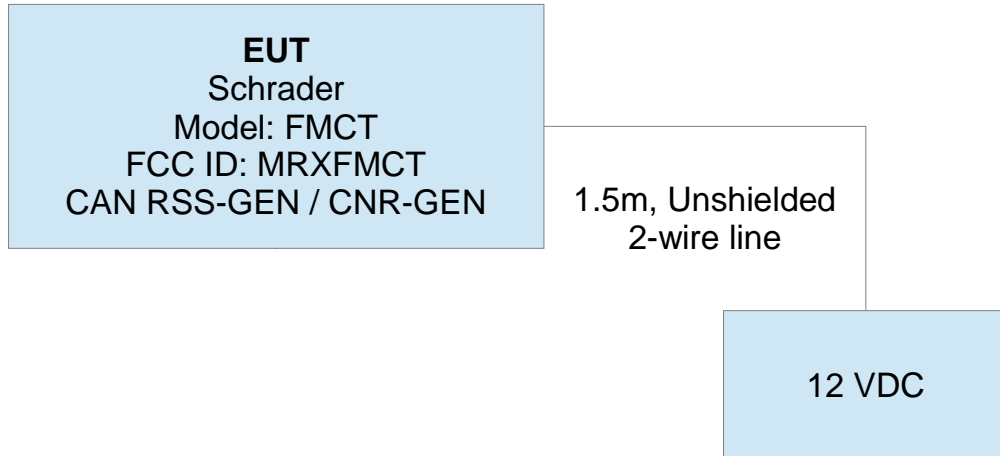 EUT
Schrader
Model: FMCT
FCC ID: MRXFMCT
CAN RSS-GEN / CNR-GEN
1.5m, Unshielded
2-wire line
12 VDC